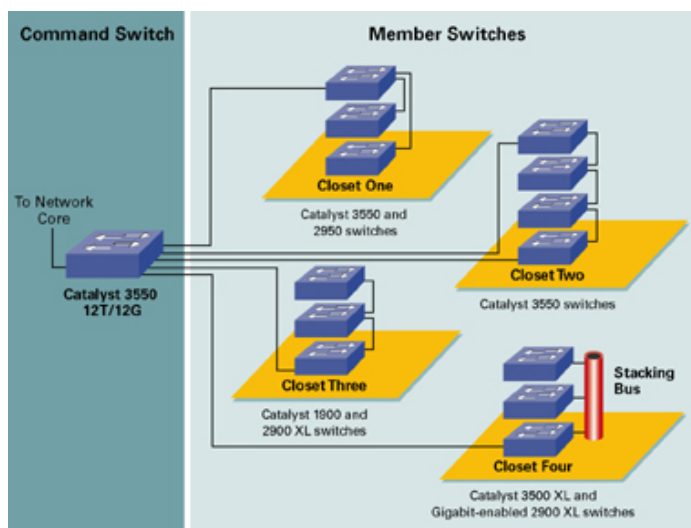 Command Switch
Member Switches
Closet One
Catalyst 3550 and
2950 switches
To Network
Core
Catalyst 3550
12T/12G
Closet Two
Catalyst 3550 switches
Closet Three
Catalyst 1900 and
2900 XL switches
Stacking
Bus
Closet Four
Catalyst 3500 XL and
Gigabit-enabled 2900 XL switches